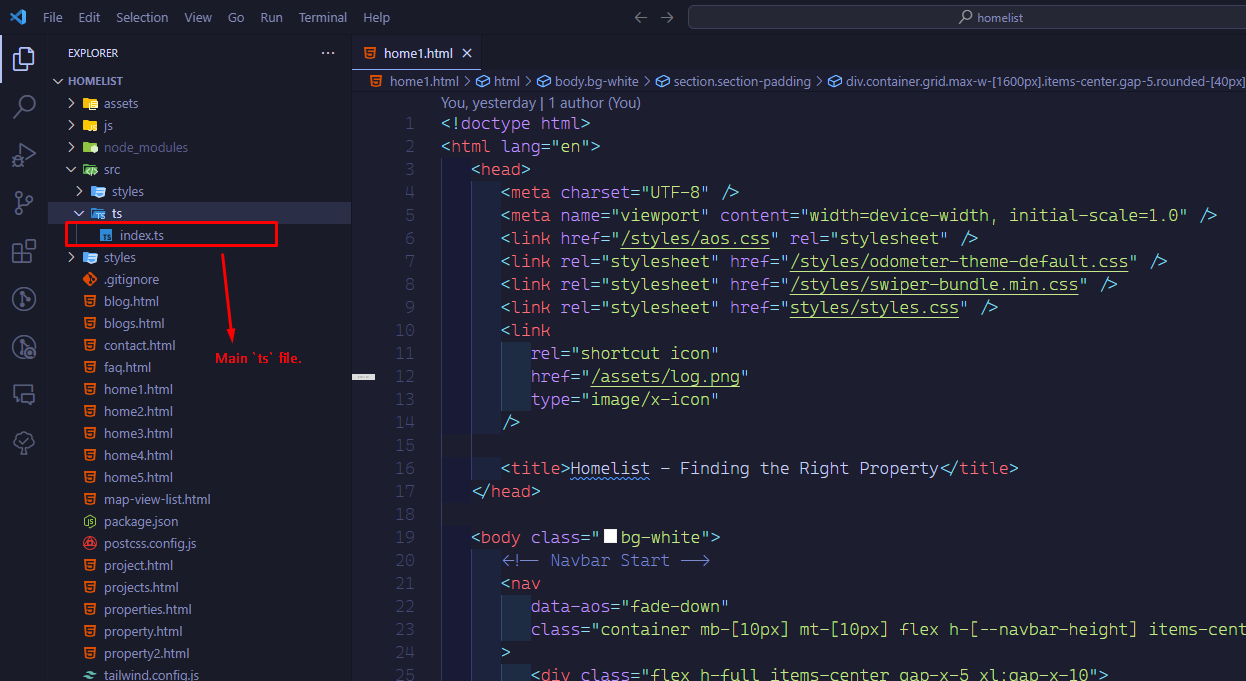 File Edit Selection View Go Run Terminal Help
homelist
EXPLORER
HOMELIST
assets
js
node_modules
src
styles
ts
index.ts
styles
.gitignore
blog.html
blogs.html
contact.html
faq.html
home1.html
home2.html
home3.html
home4.html
home5.html
map-view-list.html
package.json
postcss.config.js
project.html
projects.html
properties.html
property.html
property2.html
tailwind.config.js
Main `ts` file.
home1.html
home1.html > html > body.bg-white > section.section-padding > div.container.grid.max-w-[1600px].items-center.gap-5.rounded-[40px]
You, yesterday | 1 author (You)
1 <!doctype html>
2 <html lang="en">
3 <head>
4 <meta charset="UTF-8" />
5 <meta name="viewport" content="width=device-width, initial-scale=1.0" />
6 <link href="/styles/aos.css" rel="stylesheet" />
7 <link rel="stylesheet" href="/styles/odometer-theme-default.css" />
8 <link rel="stylesheet" href="/styles/swiper-bundle.min.css" />
9 <link rel="stylesheet" href="styles/styles.css" />
10 <link
11 rel="shortcut icon"
12 href="/assets/log.png"
13 type="image/x-icon"
14 />
15
16 <title>Homelist - Finding the Right Property</title>
17 </head>
18
19 <body class="bg-white">
20 <!-- Navbar Start -->
21 <nav
22 data-aos="fade-down"
23 class="container mb-[10px] mt-[10px] flex h-[--navbar-height] items-cent
24 >
25 <div class="flex h-full items-center gap-x-5 xl:gap-x-10">